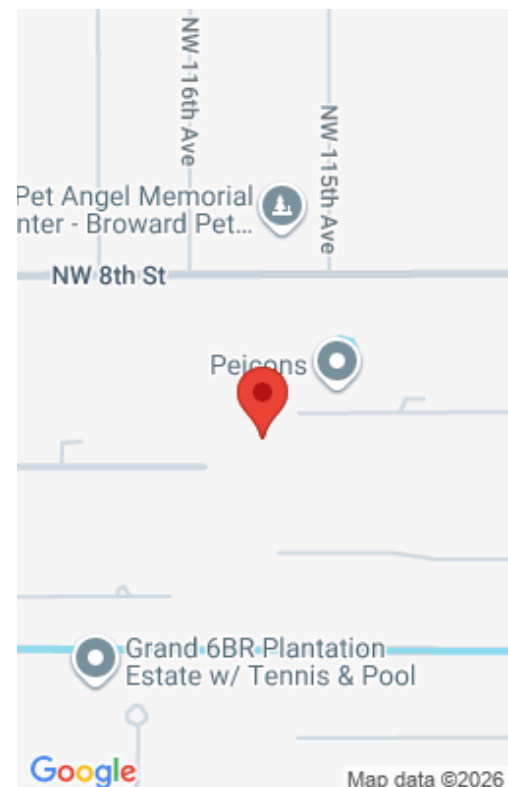 NW 116th Ave
NW 115th Ave
Pet Angel Memorial
nter - Broward Pet...
NW 8th St
Peicons
Grand 6BR Plantation
Estate w/ Tennis & Pool
Google
Map data ©2026